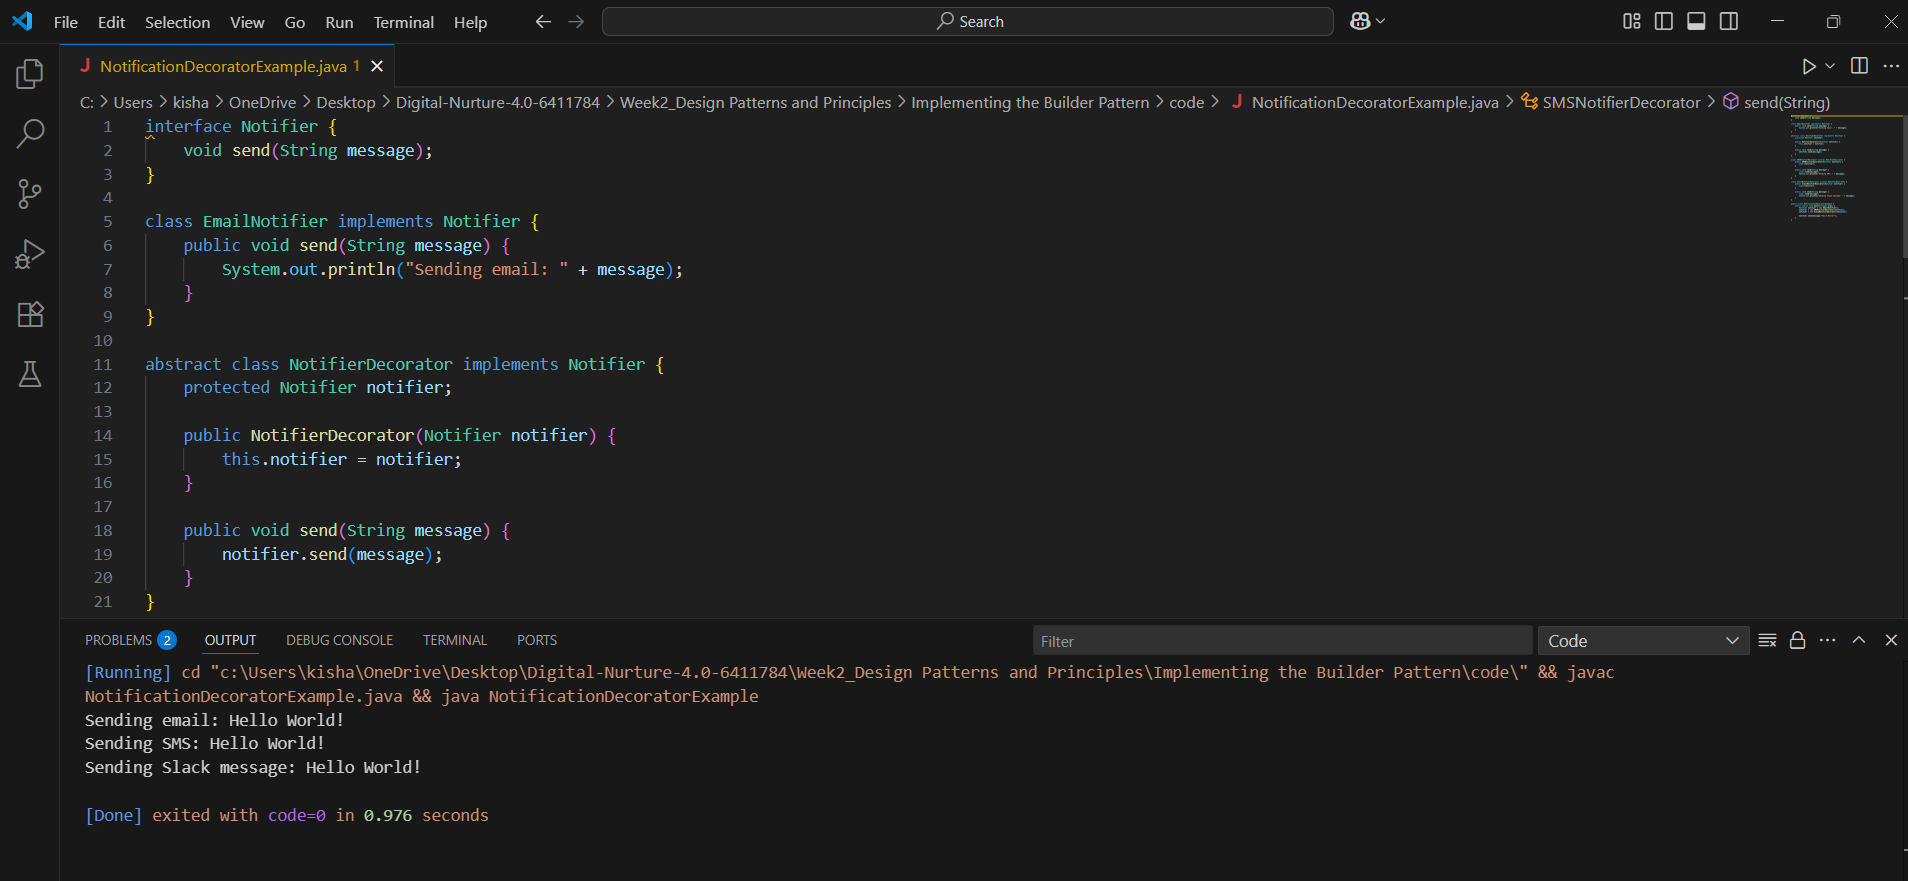 File Edit Selection View Go Run Terminal Help Search
NotificationDecoratorExample.java 1
C: > Users > kisha > OneDrive > Desktop > Digital-Nurture-4.0-6411784 > Week2_Design Patterns and Principles > Implementing the Builder Pattern > code > J NotificationDecoratorExample.java > SMSNotifierDecorator > send(String)
1 interface Notifier {
2 void send(String message);
3 }
4
5 class EmailNotifier implements Notifier {
6 public void send(String message) {
7 System.out.println("Sending email: " + message);
8 }
9 }
10
11 abstract class NotifierDecorator implements Notifier {
12 protected Notifier notifier;
13
14 public NotifierDecorator(Notifier notifier) {
15 this.notifier = notifier;
16 }
17
18 public void send(String message) {
19 notifier.send(message);
20 }
21 }
PROBLEMS 2 OUTPUT DEBUG CONSOLE TERMINAL PORTS Filter Code
[Running] cd "c:\Users\kisha\OneDrive\Desktop\Digital-Nurture-4.0-6411784\Week2_Design Patterns and Principles\Implementing the Builder Pattern\code\" && javac
NotificationDecoratorExample.java && java NotificationDecoratorExample
Sending email: Hello World!
Sending SMS: Hello World!
Sending Slack message: Hello World!
[Done] exited with code=0 in 0.976 seconds